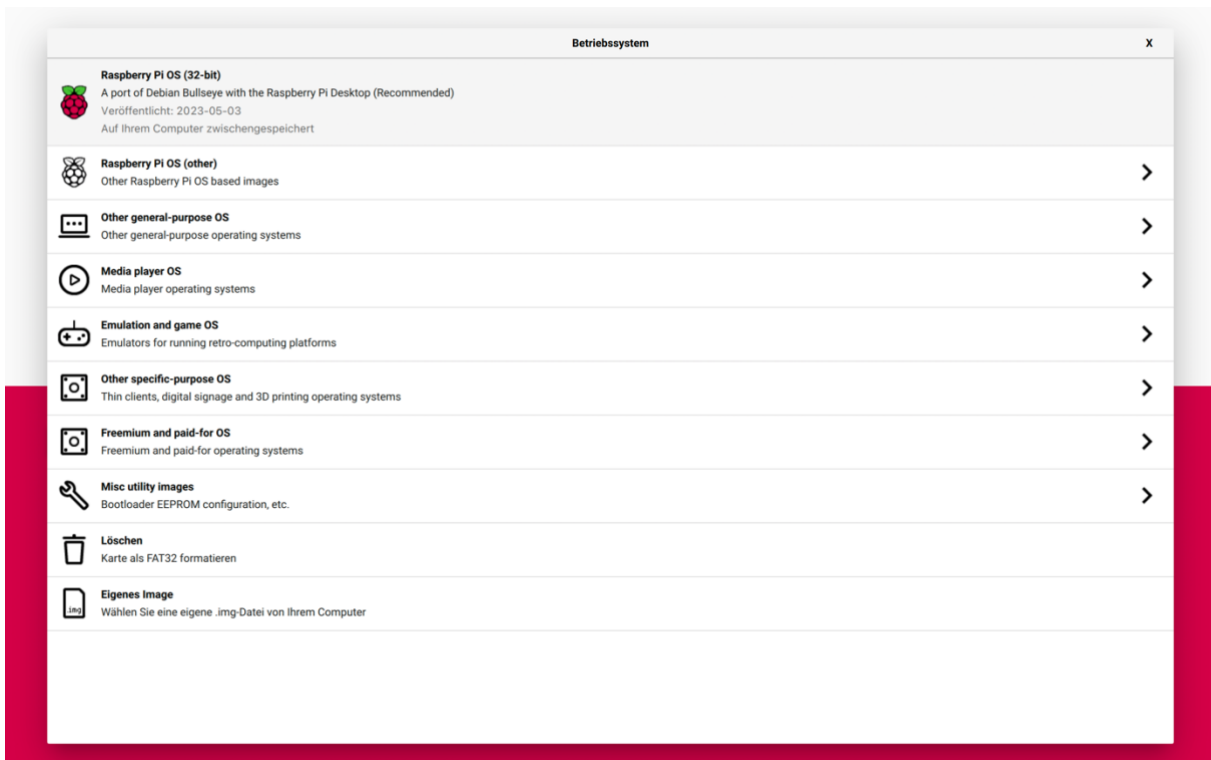 Betriebssystem X
Raspberry Pi OS (32-bit)
A port of Debian Bullseye with the Raspberry Pi Desktop (Recommended)
Veröffentlicht: 2023-05-03
Auf Ihrem Computer zwischengespeichert
Raspberry Pi OS (other)
Other Raspberry Pi OS based images
Other general-purpose OS
Other general-purpose operating systems
Media player OS
Media player operating systems
Emulation and game OS
Emulators for running retro-computing platforms
Other specific-purpose OS
Thin clients, digital signage and 3D printing operating systems
Freemium and paid-for OS
Freemium and paid-for operating systems
Misc utility images
Bootloader EEPROM configuration, etc.
Löschen
Karte als FAT32 formatieren
Eigenes Image
.img
Wählen Sie eine eigene .img-Datei von Ihrem Computer